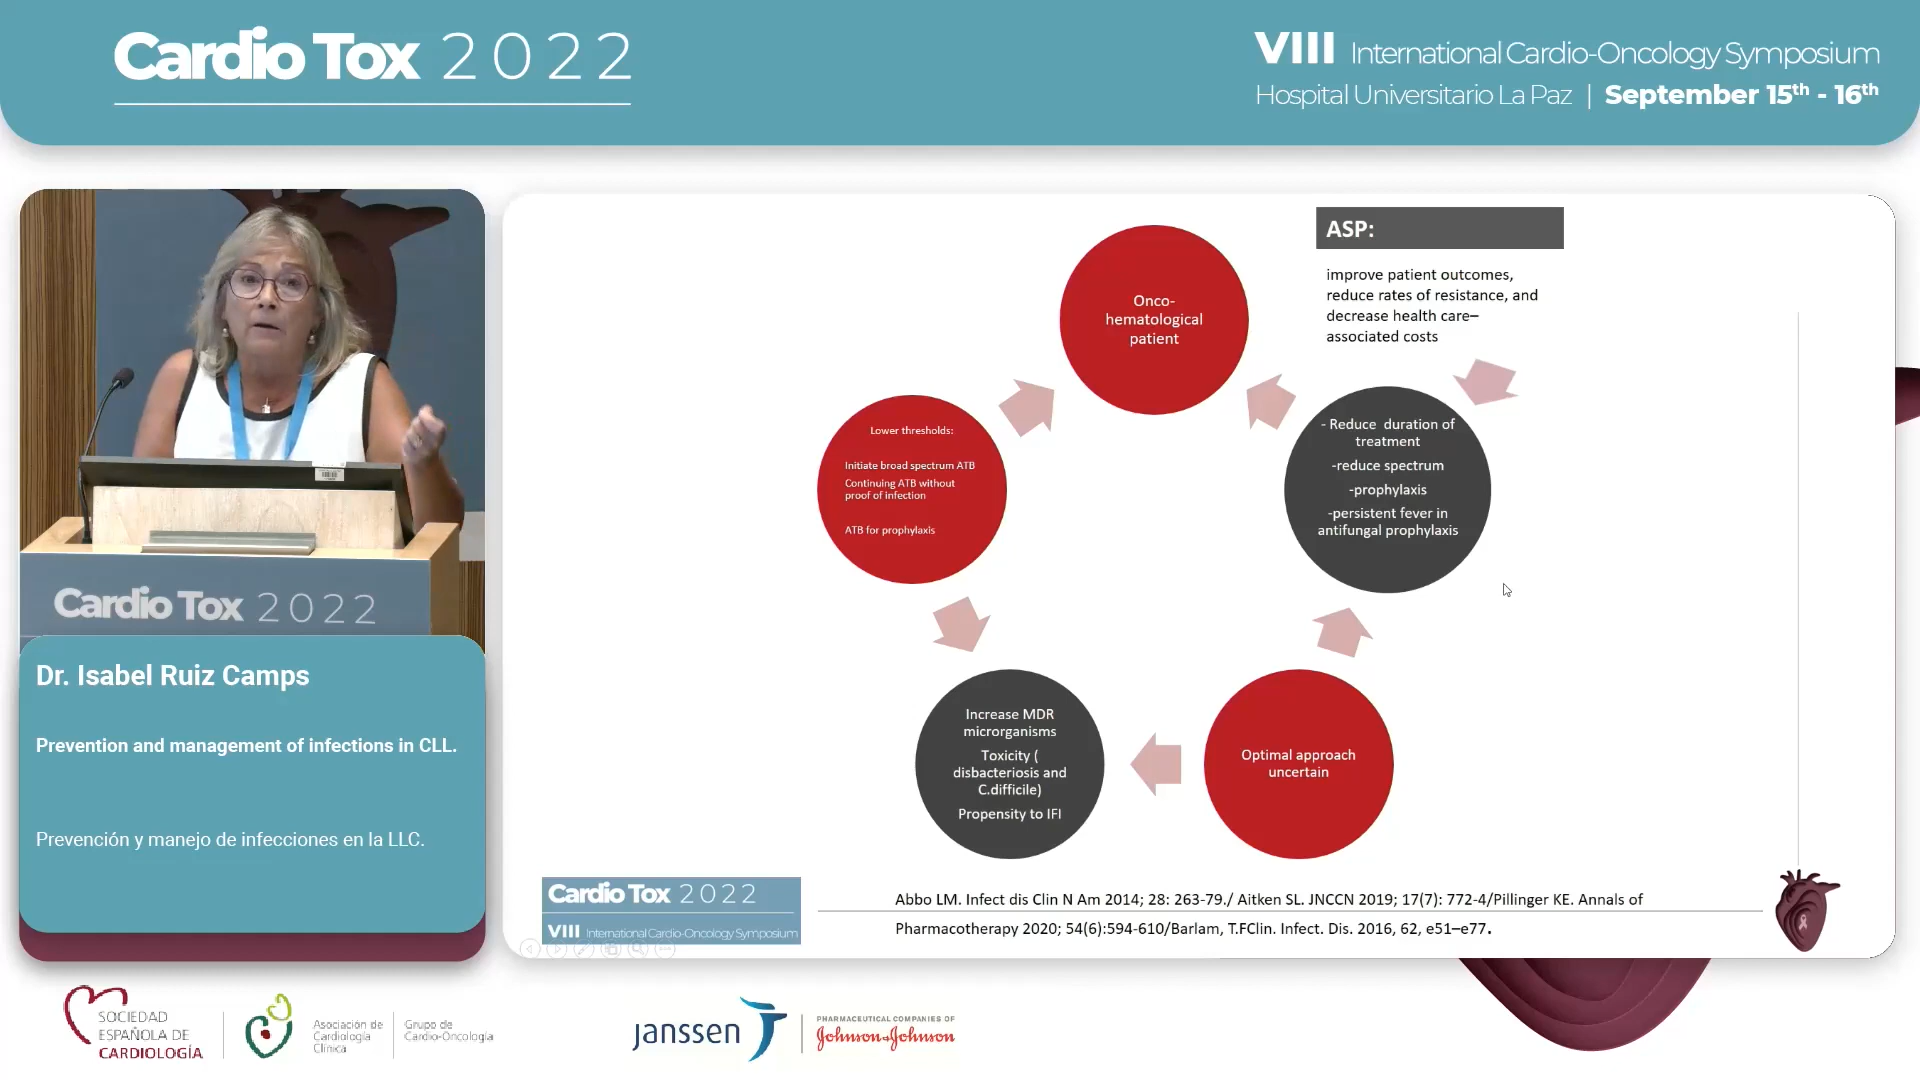 Cardio Tox 2022
VIII International Cardio-Oncology Symposium
Hospital Universitario La Paz | September 15th - 16th
Cardio Tox 2022
Dr. Isabel Ruiz Camps
Prevention and management of infections in CLL.
Prevención y manejo de infecciones en la LLC.
ASP:
improve patient outcomes,
reduce rates of resistance, and
decrease health care–
associated costs
Onco-
hematological
patient
Lower thresholds:
Initiate broad spectrum ATB
Continuing ATB without
proof of infection
ATB for prophylaxis
- Reduce duration of
treatment
-reduce spectrum
-prophylaxis
-persistent fever in
antifungal prophylaxis
Increase MDR
microrganisms
Toxicity (
disbacteriosis and
C.difficile)
Propensity to IFI
Optimal approach
uncertain
Cardio Tox 2022
VIII International Cardio-Oncology Symposium
Abbo LM. Infect dis Clin N Am 2014; 28: 263-79./ Aitken SL. JNCCN 2019; 17(7): 772-4/Pillinger KE. Annals of
Pharmacotherapy 2020; 54(6):594-610/Barlam, T.FClin. Infect. Dis. 2016, 62, e51–e77.
SOCIEDAD
ESPAÑOLA DE
CARDIOLOGÍA
Asociación de
Cardiología
Clínica
Grupo de
Cardio-Oncología
janssen
PHARMACEUTICAL COMPANIES OF
Johnson & Johnson